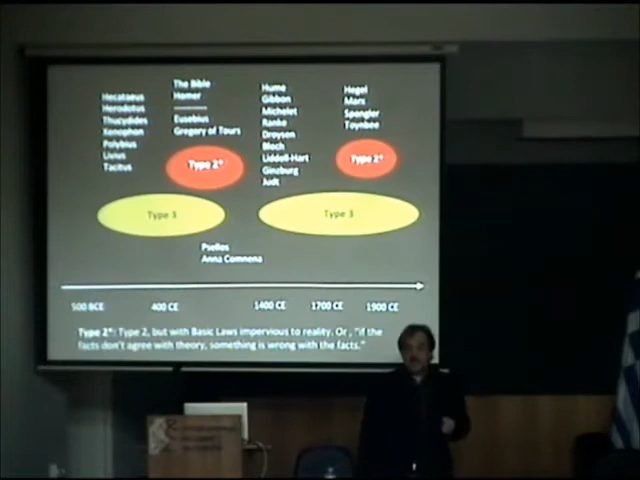 Hecataeus
Herodotus
Thucydides
Xenophon
Polybius
Livius
Tacitus
The Bible
Homer
Eusebius
Gregory of Tours
Hume
Gibbon
Michelet
Ranke
Droysen
Bloch
Liddell-Hart
Ginzburg
Judt
Hegel
Marx
Spengler
Toynbee
Type 2*
Type 2*
Type 3
Type 3
Psellos
Anna Comnena
500 BCE
400 CE
1400 CE
1700 CE
1900 CE
Type 2*: Type 2, but with Basic Laws impervious to reality. Or, "if the
facts don't agree with theory, something is wrong with the facts."